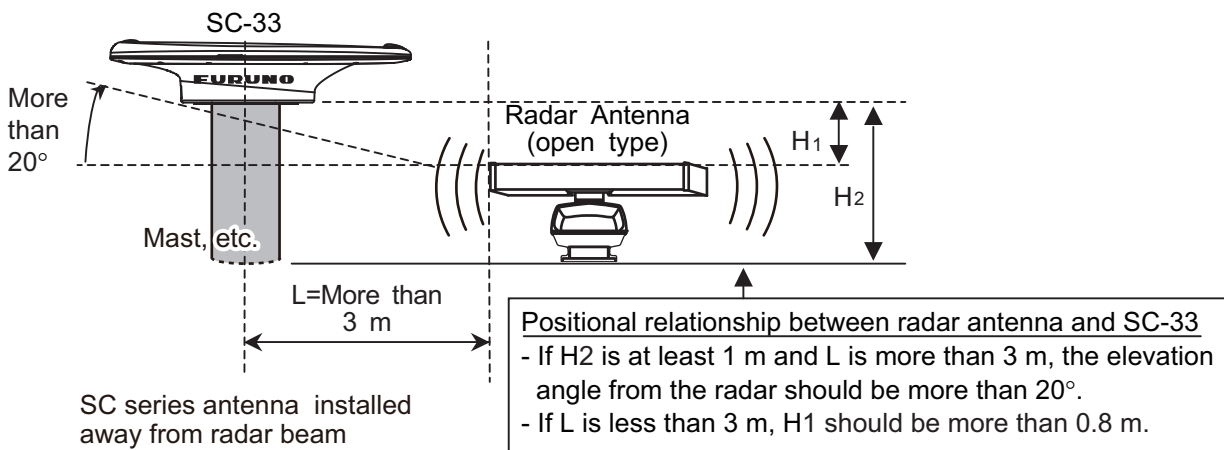 SC-33
FURUNO
More
than
20°
Radar Antenna
(open type)
H1
H2
Mast, etc.
L=More than
3 m
SC series antenna installed
away from radar beam
Positional relationship between radar antenna and SC-33
- If H2 is at least 1 m and L is more than 3 m, the elevation
angle from the radar should be more than 20°.
- If L is less than 3 m, H1 should be more than 0.8 m.